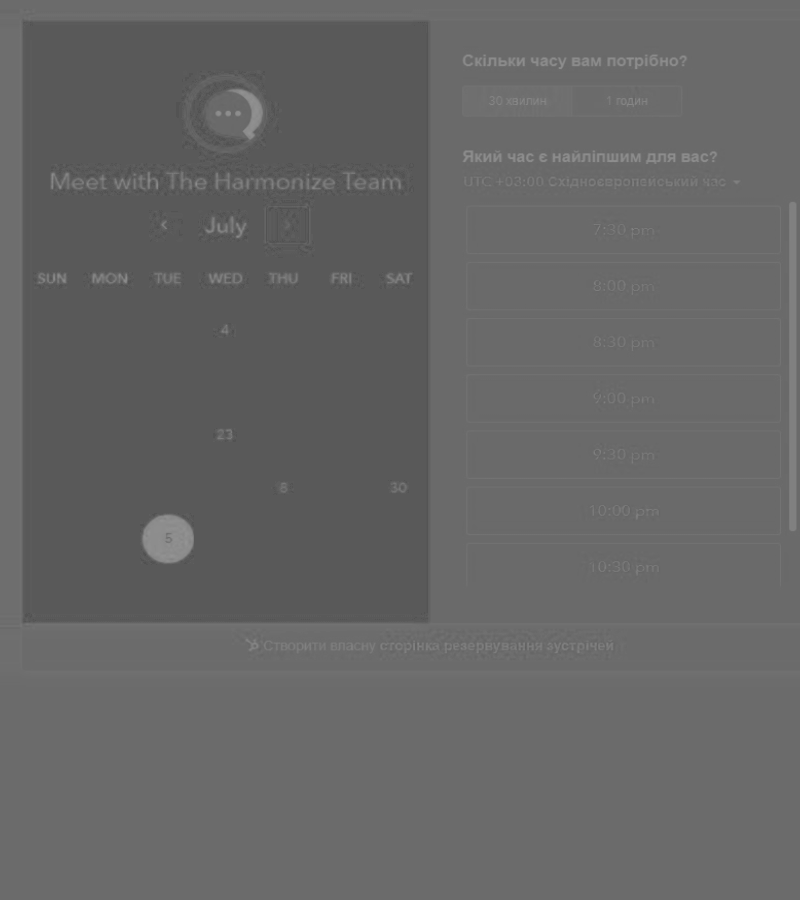 Meet with The Harmonize Team
July
SUN MON TUE WED THU FRI SAT
4
23
8 30
5
Скільки часу вам потрібно?
30 хвилин 1 годин
Який час є найліпшим для вас?
UTC +03:00 Східноєвропейський час
7:30 pm
8:00 pm
8:30 pm
9:00 pm
9:30 pm
10:00 pm
10:30 pm
Створити власну сторінка резервування зустрічей